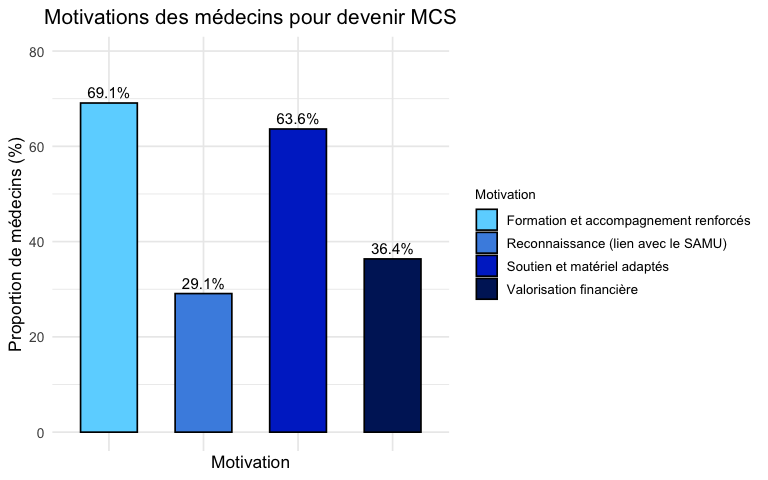 Motivations des médecins pour devenir MCS
Proportion de médecins (%)
80
60
40
20
0
69.1%
29.1%
63.6%
36.4%
Motivation
Motivation
Formation et accompagnement renforcés
Reconnaissance (lien avec le SAMU)
Soutien et matériel adaptés
Valorisation financière